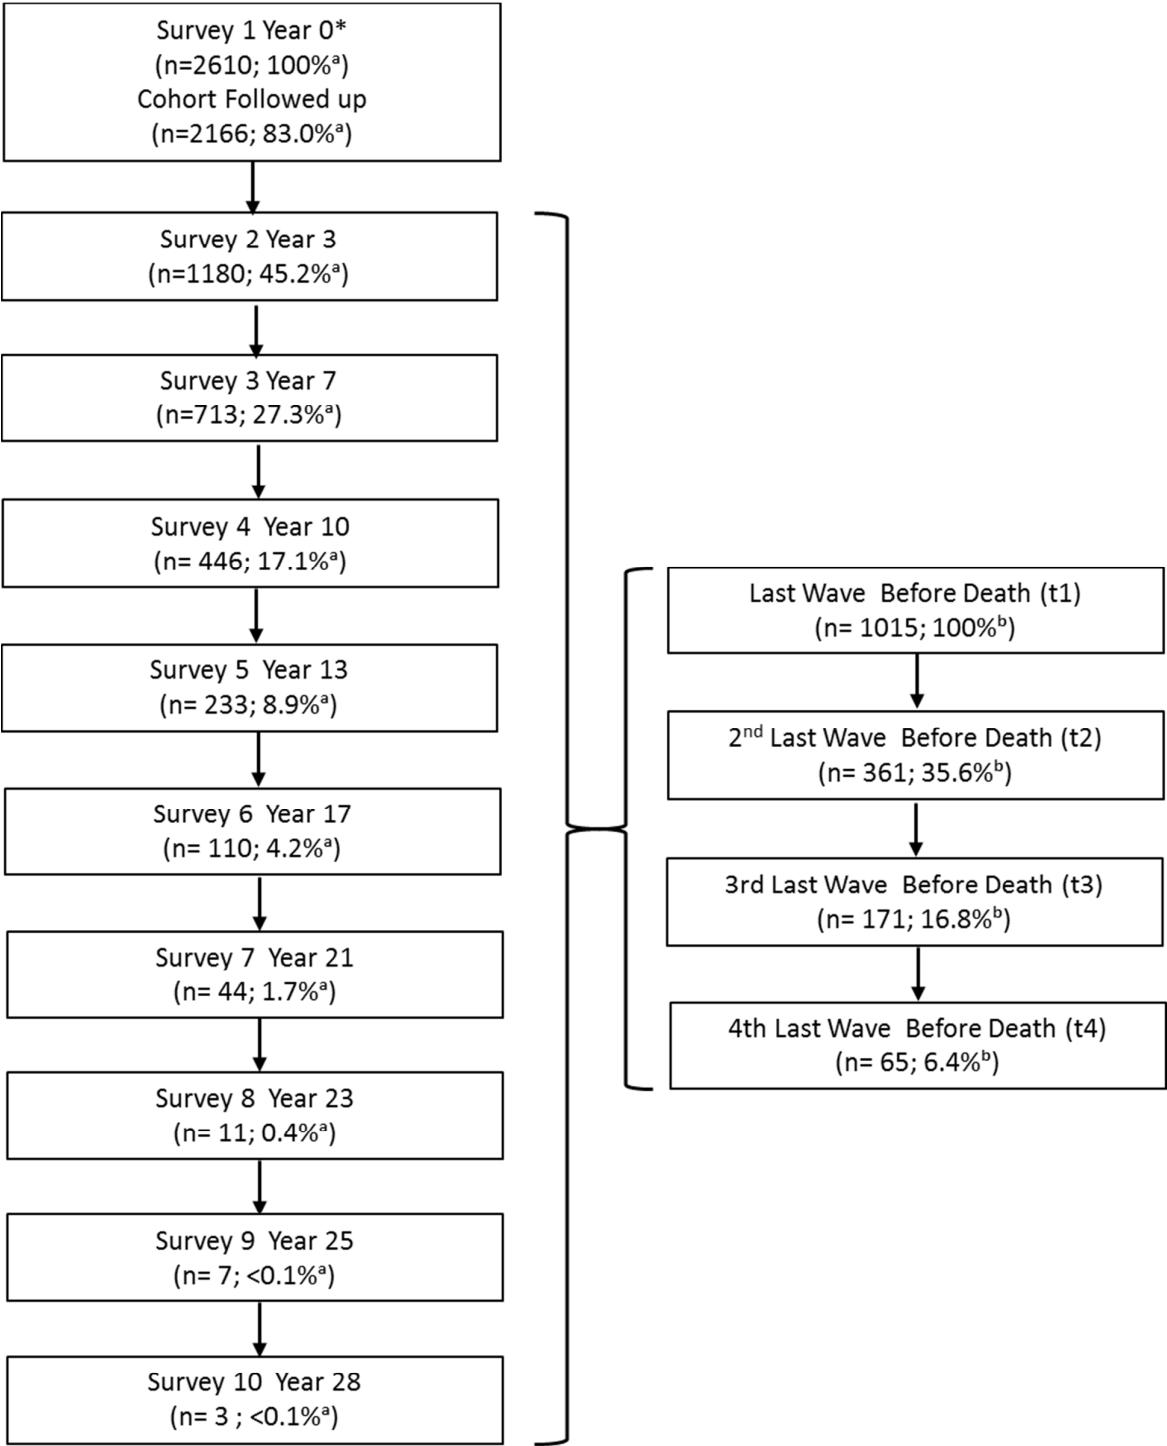 Survey 1 Year 0*
(n=2610; 100%ᵃ)
Cohort Followed up
(n=2166; 83.0%ᵃ)
Survey 2 Year 3
(n=1180; 45.2%ᵃ)
Survey 3 Year 7
(n=713; 27.3%ᵃ)
Survey 4 Year 10
(n= 446; 17.1%ᵃ)
Survey 5 Year 13
(n= 233; 8.9%ᵃ)
Survey 6 Year 17
(n= 110; 4.2%ᵃ)
Survey 7 Year 21
(n= 44; 1.7%ᵃ)
Survey 8 Year 23
(n= 11; 0.4%ᵃ)
Survey 9 Year 25
(n= 7; <0.1%ᵃ)
Survey 10 Year 28
(n= 3 ; <0.1%ᵃ)
Last Wave Before Death (t1)
(n= 1015; 100%ᵇ)
2ⁿᵈ Last Wave Before Death (t2)
(n= 361; 35.6%ᵇ)
3rd Last Wave Before Death (t3)
(n= 171; 16.8%ᵇ)
4th Last Wave Before Death (t4)
(n= 65; 6.4%ᵇ)